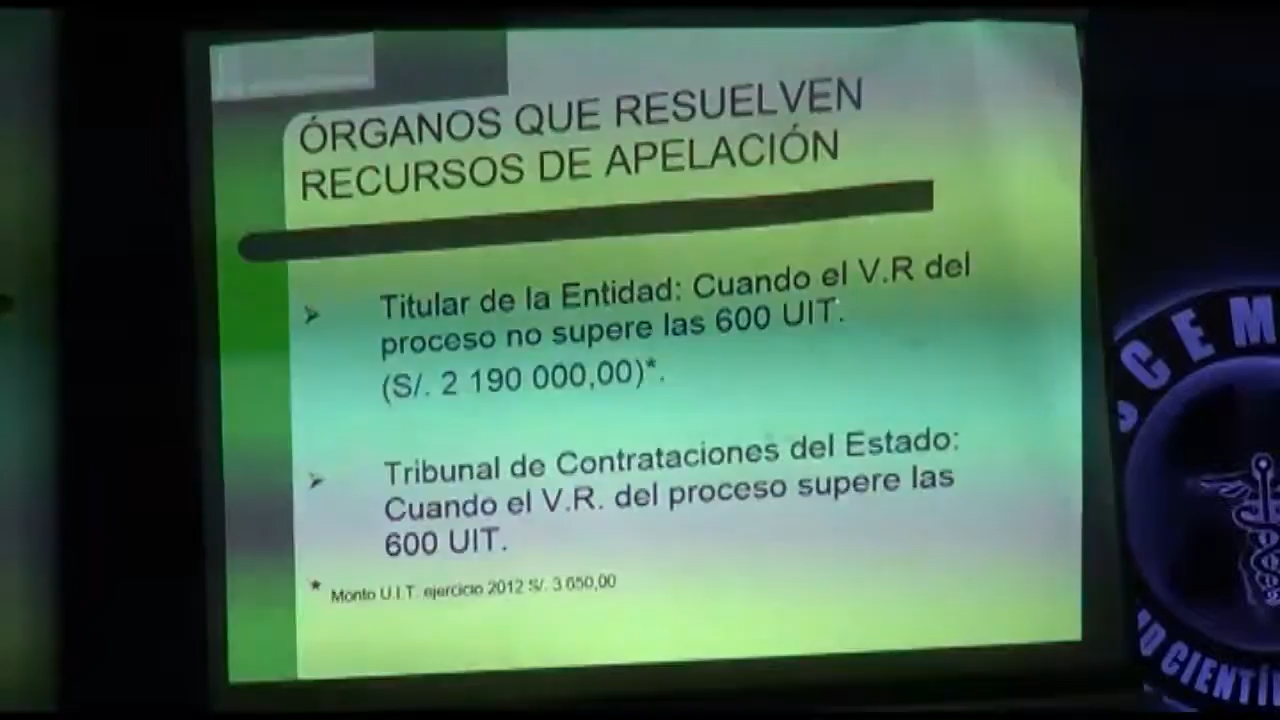 ÓRGANOS QUE RESUELVEN
RECURSOS DE APELACIÓN
➢ Titular de la Entidad: Cuando el V.R del
proceso no supere las 600 UIT.
(S/. 2 190 000,00)*.
➢ Tribunal de Contrataciones del Estado:
Cuando el V.R. del proceso supere las
600 UIT.
* Monto U.I.T. ejercicio 2012 S/. 3 650,00